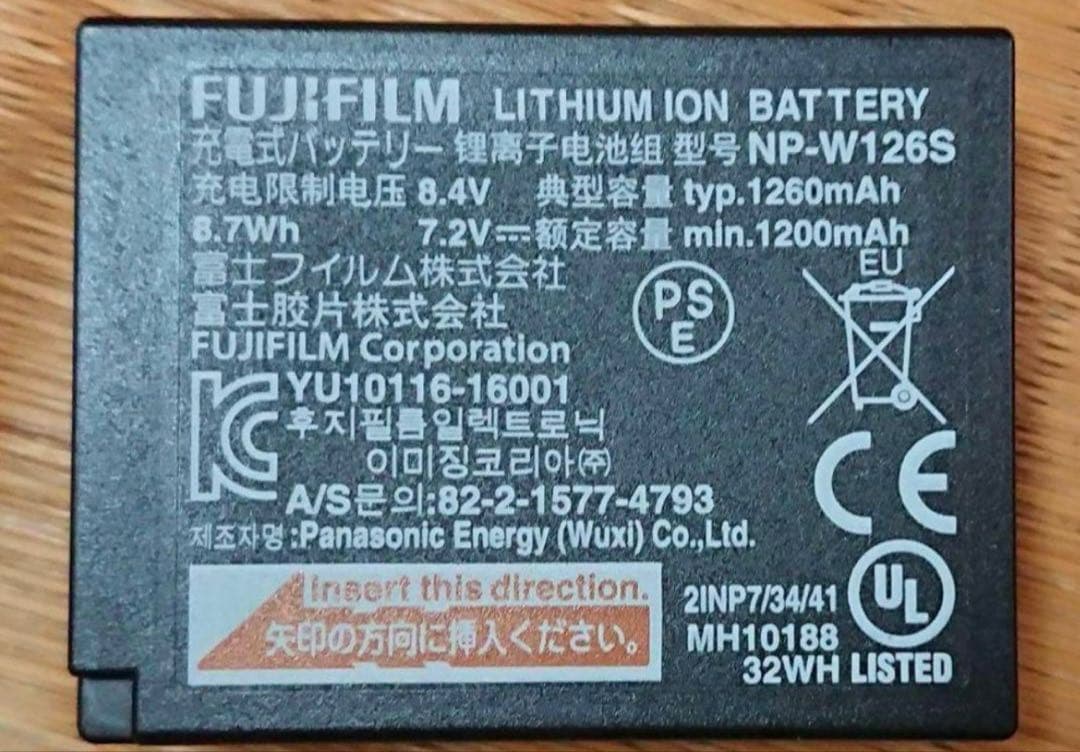 FUJIFILM LITHIUM ION BATTERY
充電式バッテリー 锂离子电池组 型号 NP-W126S
充电限制电压 8.4V 典型容量 typ.1260mAh
8.7Wh 7.2V⎓额定容量 min.1200mAh
富士フイルム株式会社
富士胶片株式会社
FUJIFILM Corporation
PSE
EU
KC
YU10116-16001
후지필름일렉트로닉
이미징코리아㈜
CE
A/S문의:82-2-1577-4793
제조자명:Panasonic Energy (Wuxi) Co.,Ltd.
Insert this direction.
矢印の方向に挿入ください。
2INP7/34/41
MH10188
UL
32WH LISTED